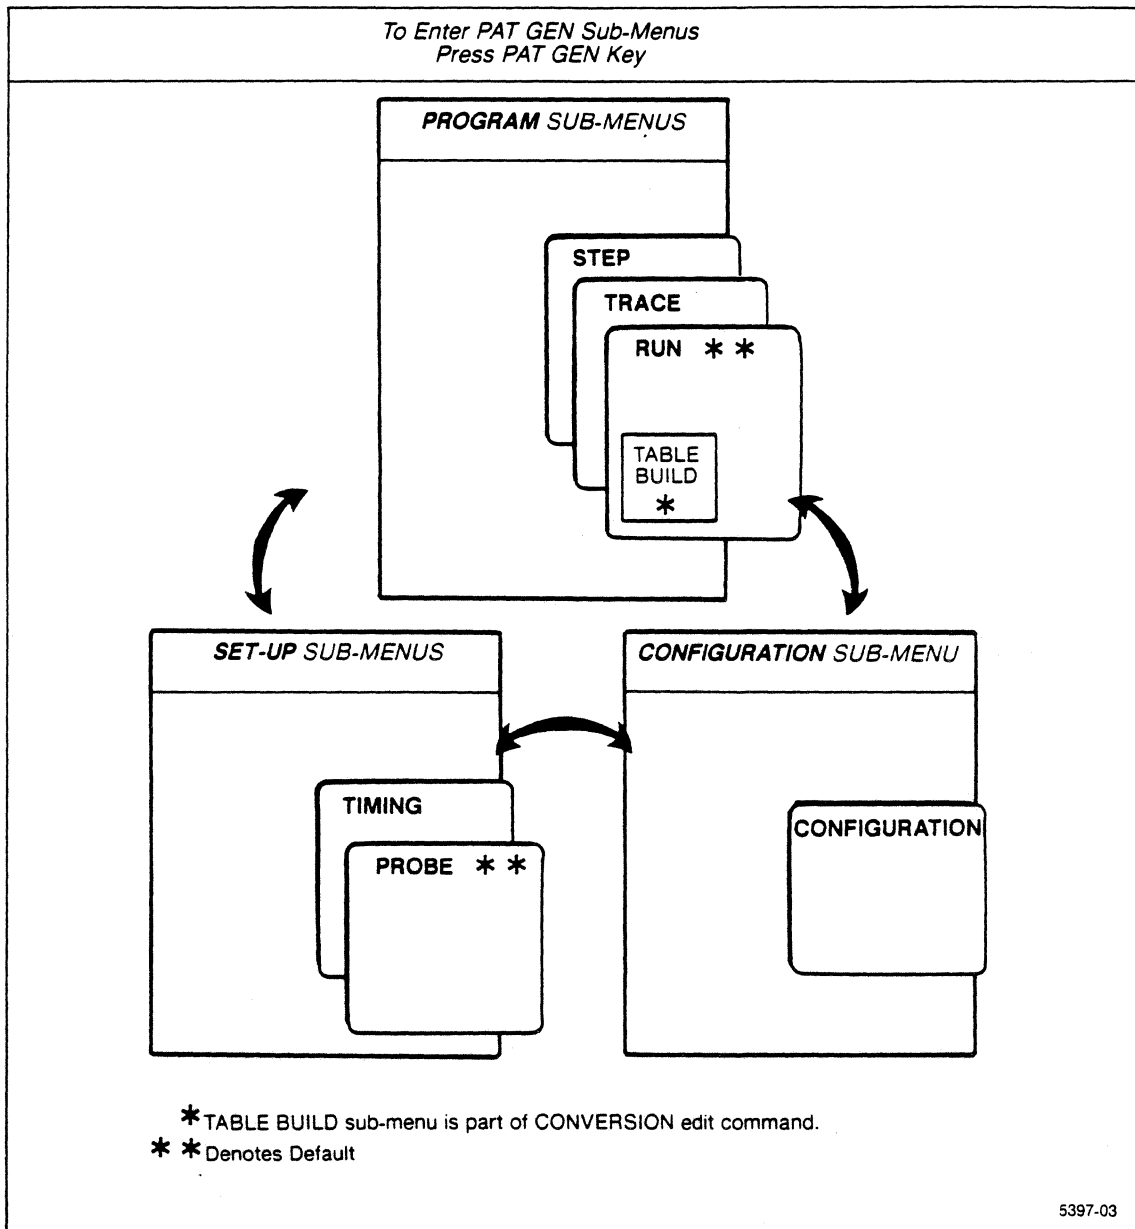 To Enter PAT GEN Sub-Menus
Press PAT GEN Key
PROGRAM SUB-MENUS
STEP
TRACE
RUN * *
TABLE
BUILD
*
SET-UP SUB-MENUS
TIMING
PROBE * *
CONFIGURATION SUB-MENU
CONFIGURATION
* TABLE BUILD sub-menu is part of CONVERSION edit command.
* * Denotes Default
5397-03